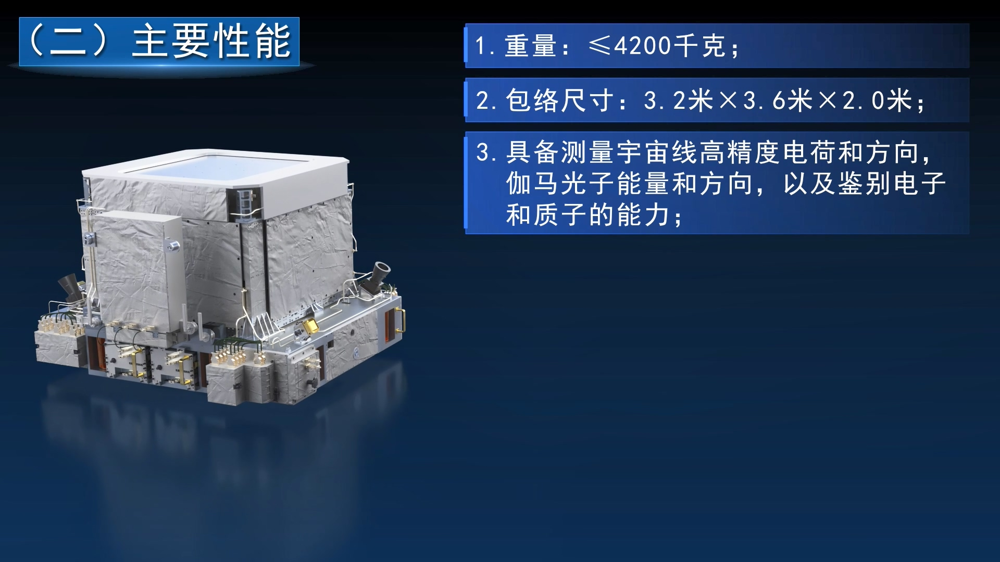 （二）主要性能
1.重量：≤4200千克；
2.包络尺寸：3.2米×3.6米×2.0米；
3.具备测量宇宙线高精度电荷和方向，
伽马光子能量和方向，以及鉴别电子
和质子的能力；